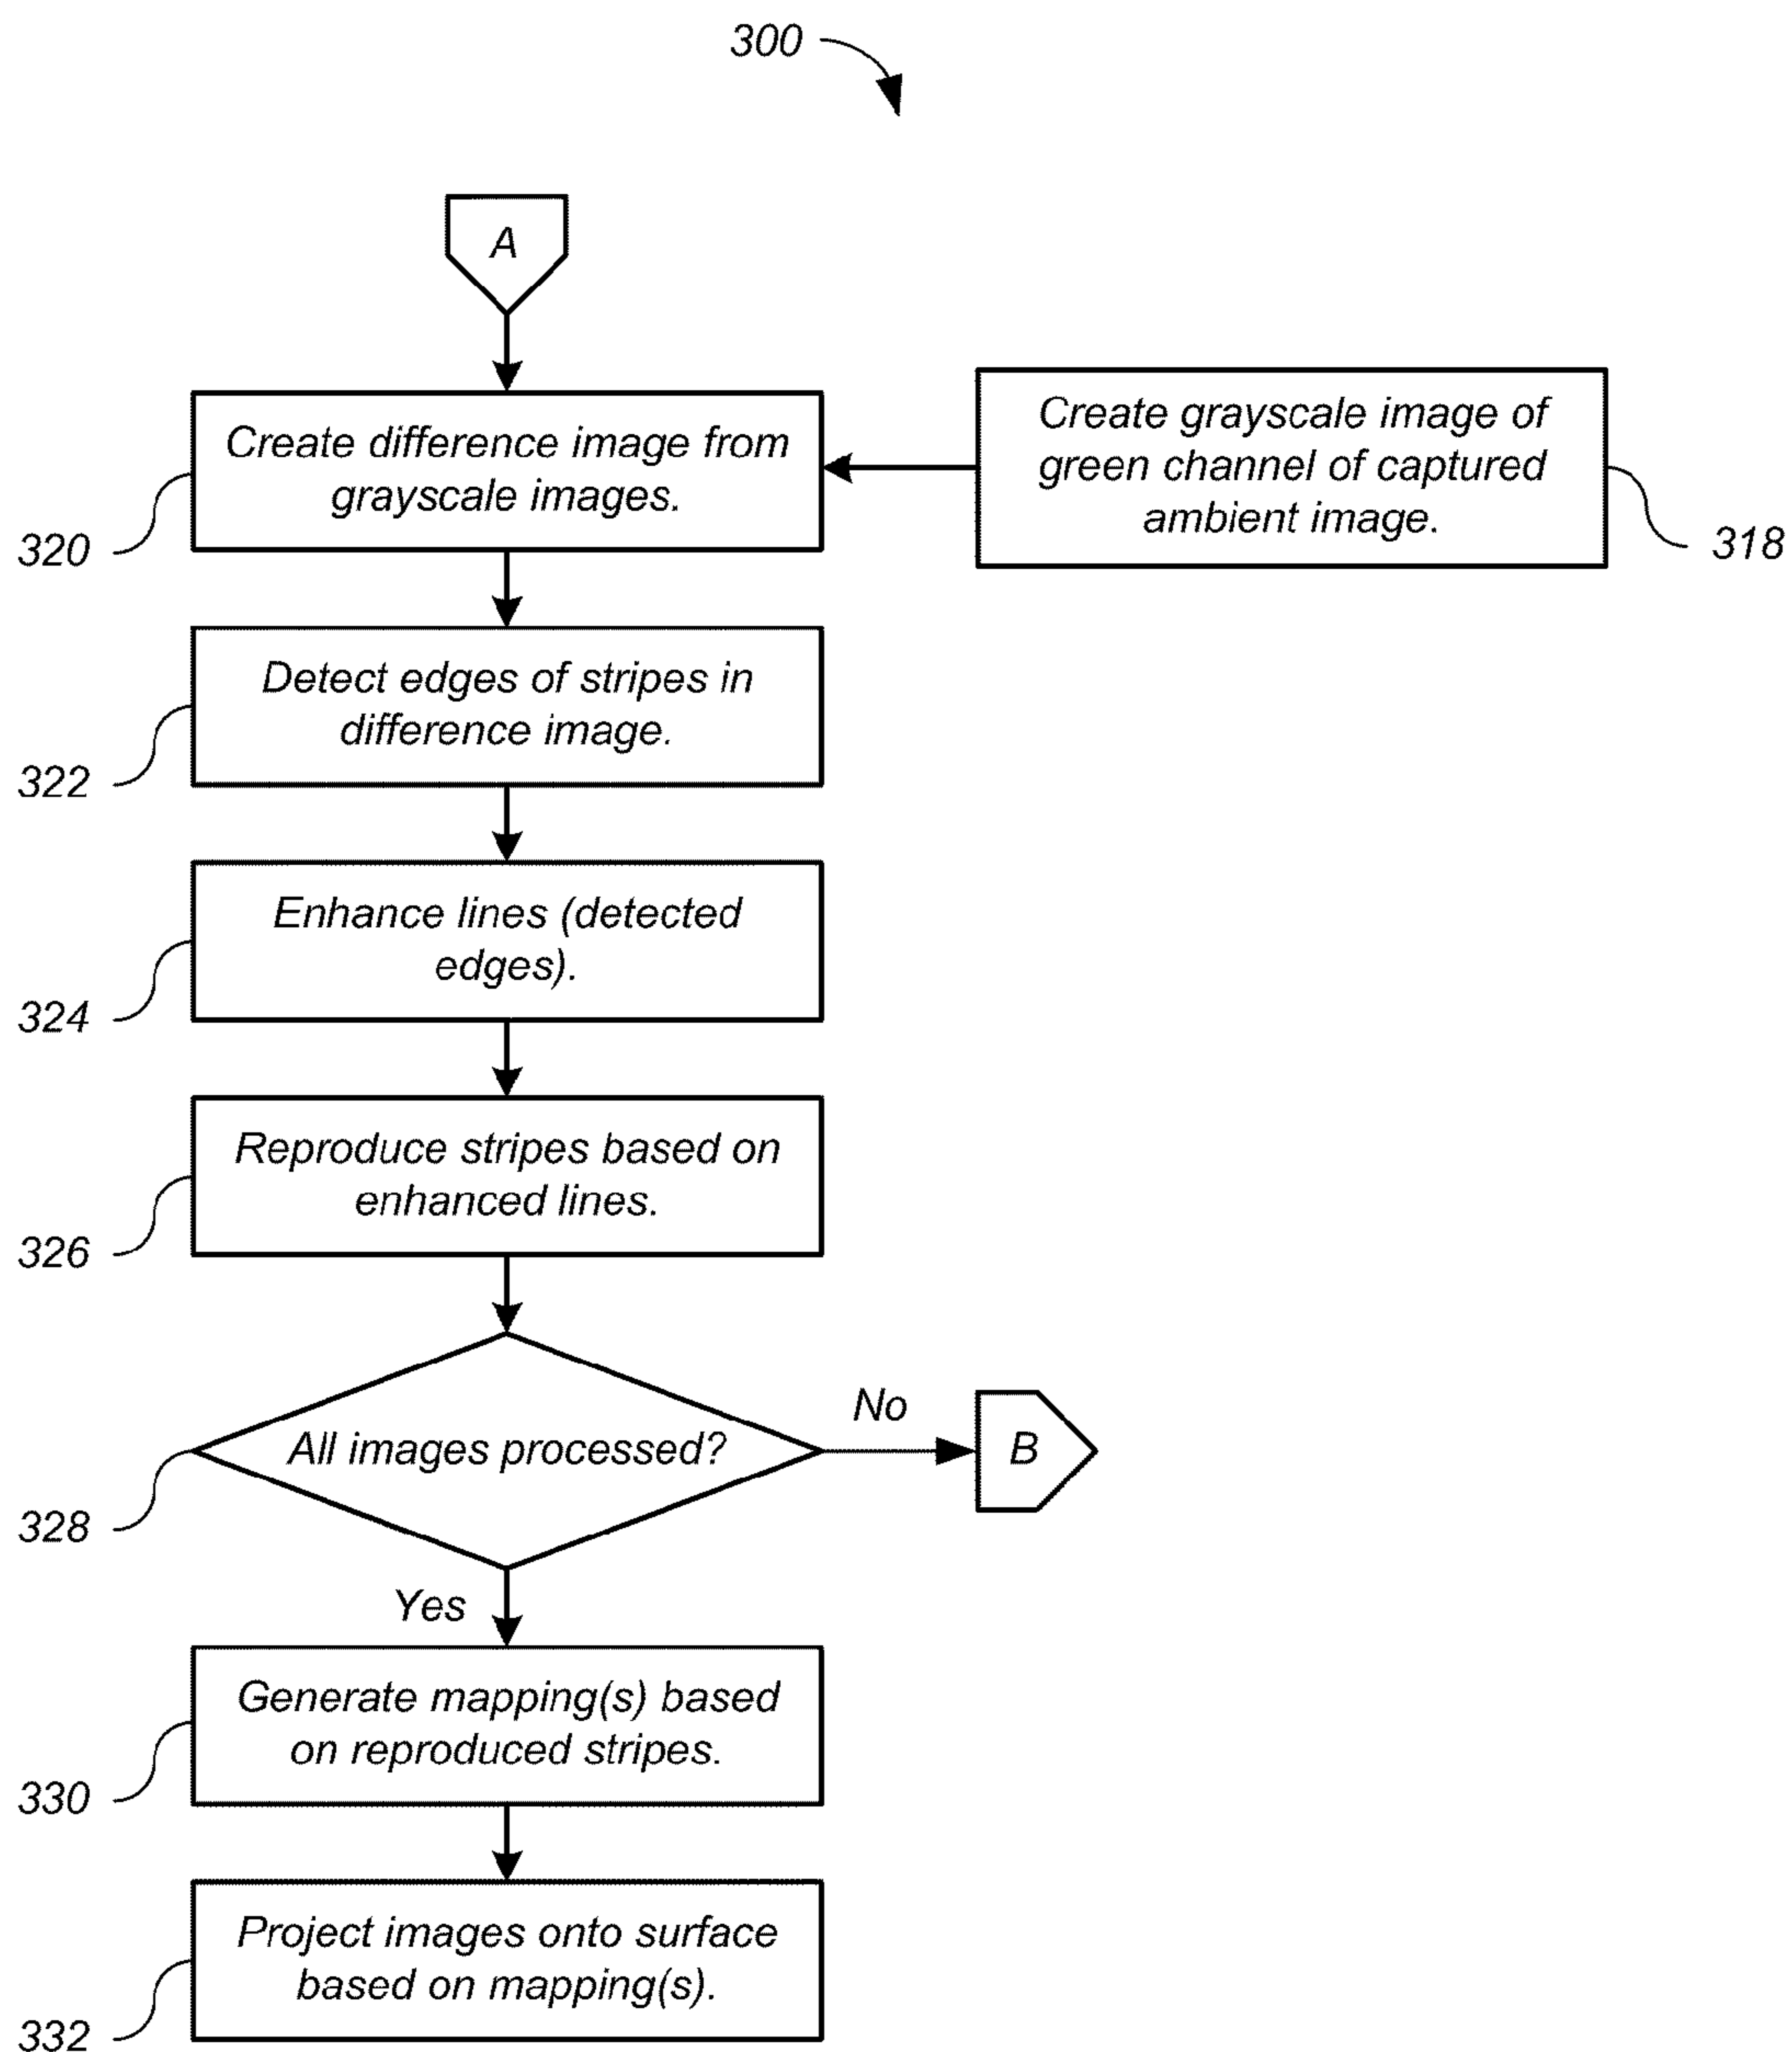 300
A
Create difference image from
grayscale images.
320
Create grayscale image of
green channel of captured
ambient image.
318
Detect edges of stripes in
difference image.
322
Enhance lines (detected
edges).
324
Reproduce stripes based on
enhanced lines.
326
All images processed?
328
No
B
Yes
Generate mapping(s) based
on reproduced stripes.
330
Project images onto surface
based on mapping(s).
332